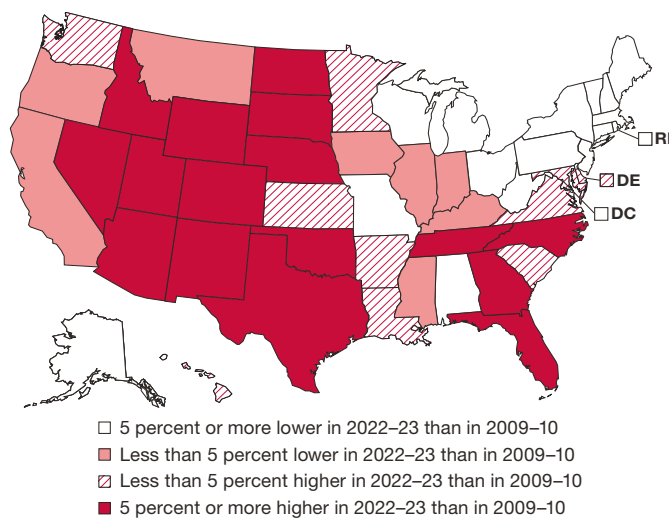 RI
DE
DC
5 percent or more lower in 2022–23 than in 2009–10
Less than 5 percent lower in 2022–23 than in 2009–10
Less than 5 percent higher in 2022–23 than in 2009–10
5 percent or more higher in 2022–23 than in 2009–10